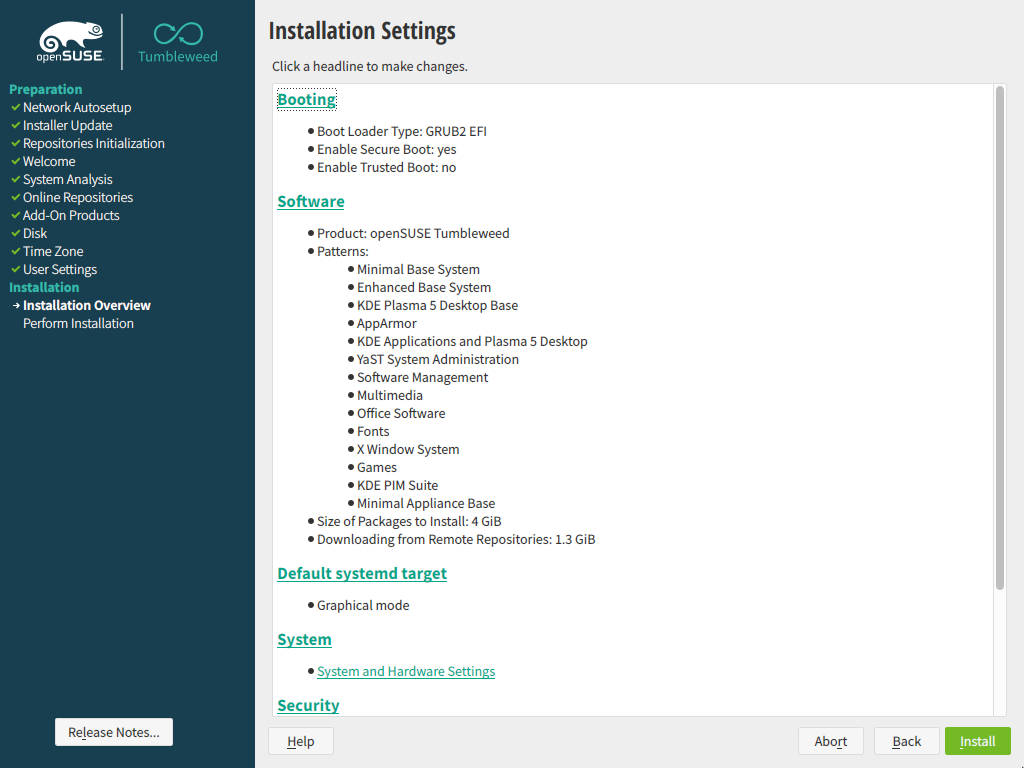 openSUSE
Tumbleweed
Preparation
Network Autosetup
Installer Update
Repositories Initialization
Welcome
System Analysis
Online Repositories
Add-On Products
Disk
Time Zone
User Settings
Installation
Installation Overview
Perform Installation
Release Notes...
Installation Settings
Click a headline to make changes.
Booting
Boot Loader Type: GRUB2 EFI
Enable Secure Boot: yes
Enable Trusted Boot: no
Software
Product: openSUSE Tumbleweed
Patterns:
Minimal Base System
Enhanced Base System
KDE Plasma 5 Desktop Base
AppArmor
KDE Applications and Plasma 5 Desktop
YaST System Administration
Software Management
Multimedia
Office Software
Fonts
X Window System
Games
KDE PIM Suite
Minimal Appliance Base
Size of Packages to Install: 4 GiB
Downloading from Remote Repositories: 1.3 GiB
Default systemd target
Graphical mode
System
System and Hardware Settings
Security
Help
Abort
Back
Install